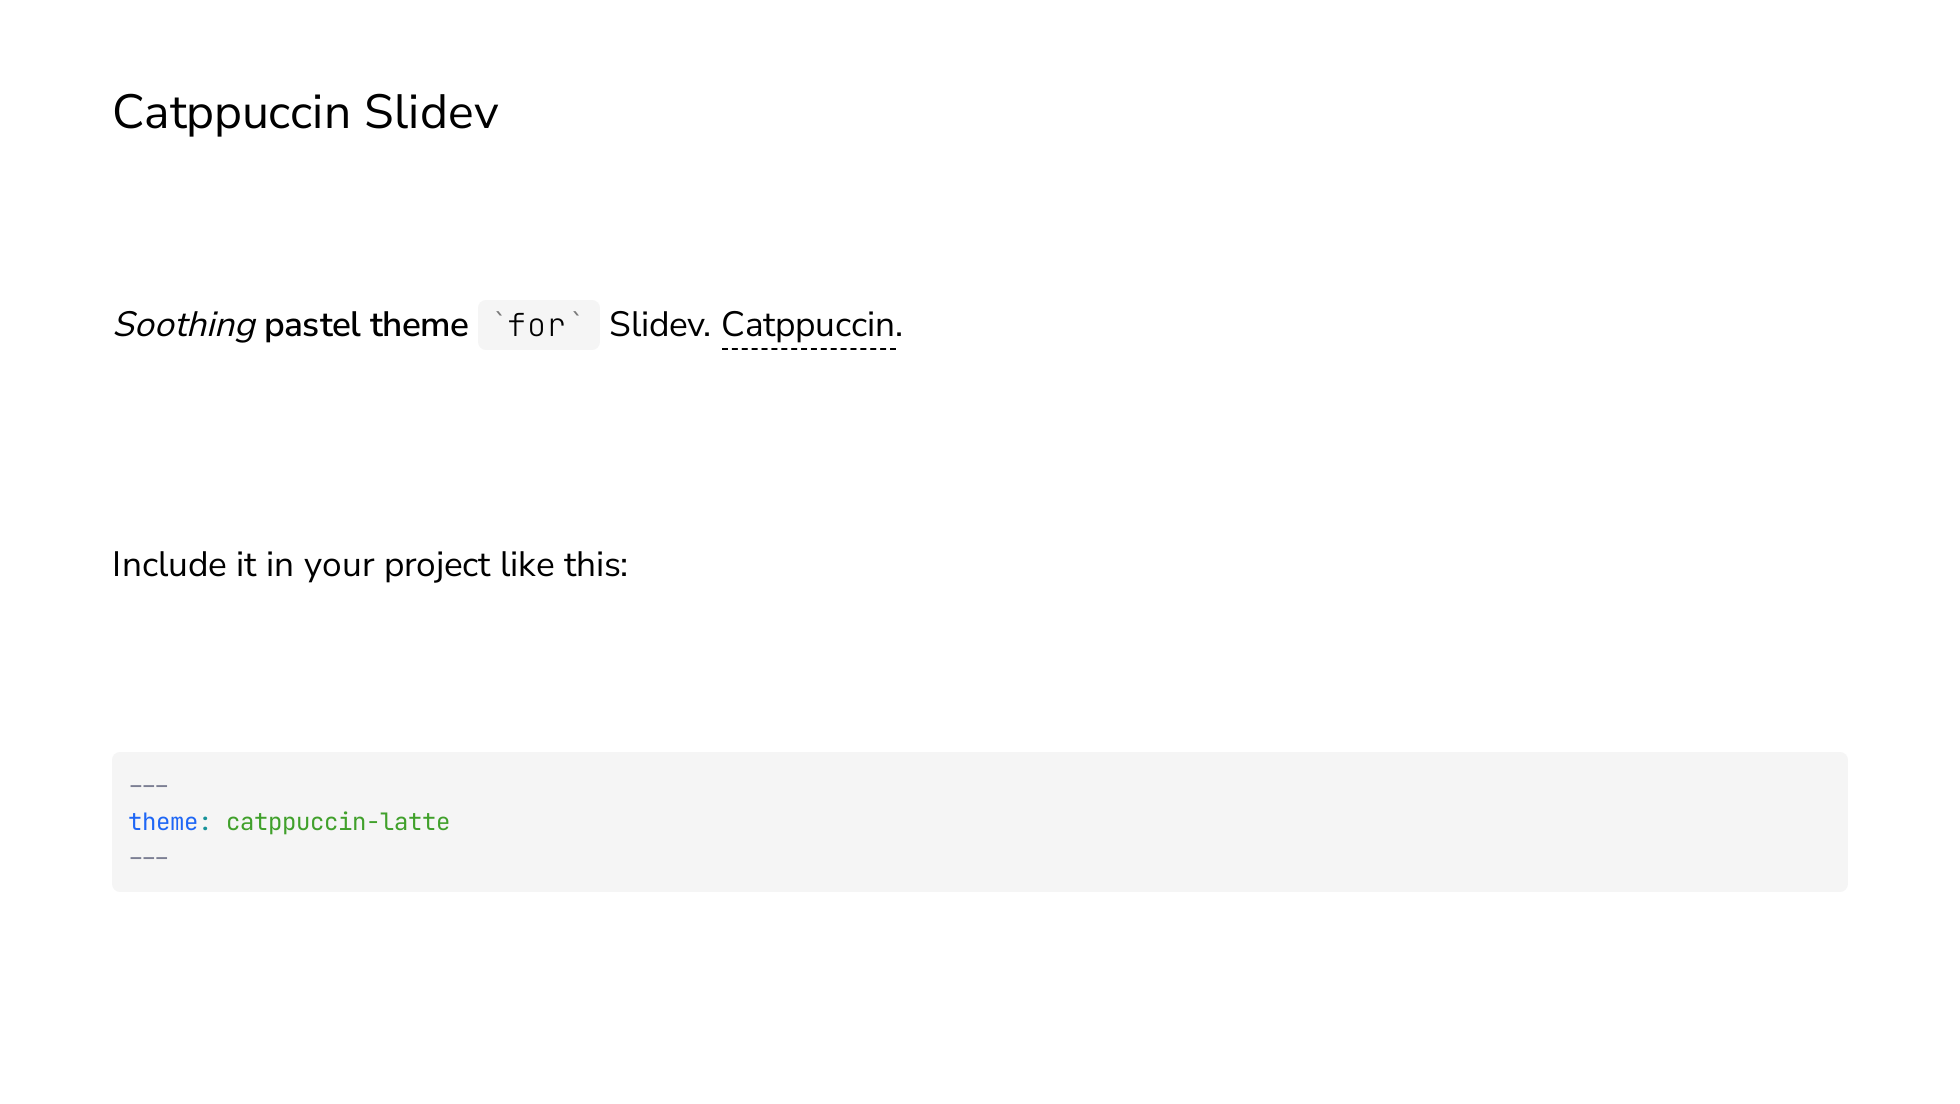 Catppuccin Slidev
Soothing pastel theme `for` Slidev. Catppuccin.
Include it in your project like this:
---
theme: catppuccin-latte
---